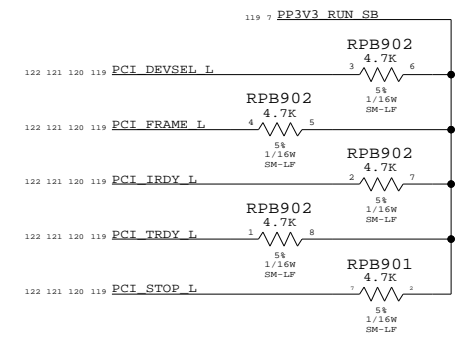 119 7 PP3V3_RUN_SB
RPB902
4.7K
122 121 120 119 PCI_DEVSEL_L 3 6
5%
1/16W
SM-LF
RPB902
4.7K
122 121 120 119 PCI_FRAME_L 4 5
5%
1/16W
SM-LF
RPB902
4.7K
122 121 120 119 PCI_IRDY_L 2 7
5%
1/16W
SM-LF
RPB902
4.7K
122 121 120 119 PCI_TRDY_L 1 8
5%
1/16W
SM-LF
RPB901
4.7K
122 121 120 119 PCI_STOP_L 7 2
5%
1/16W
SM-LF